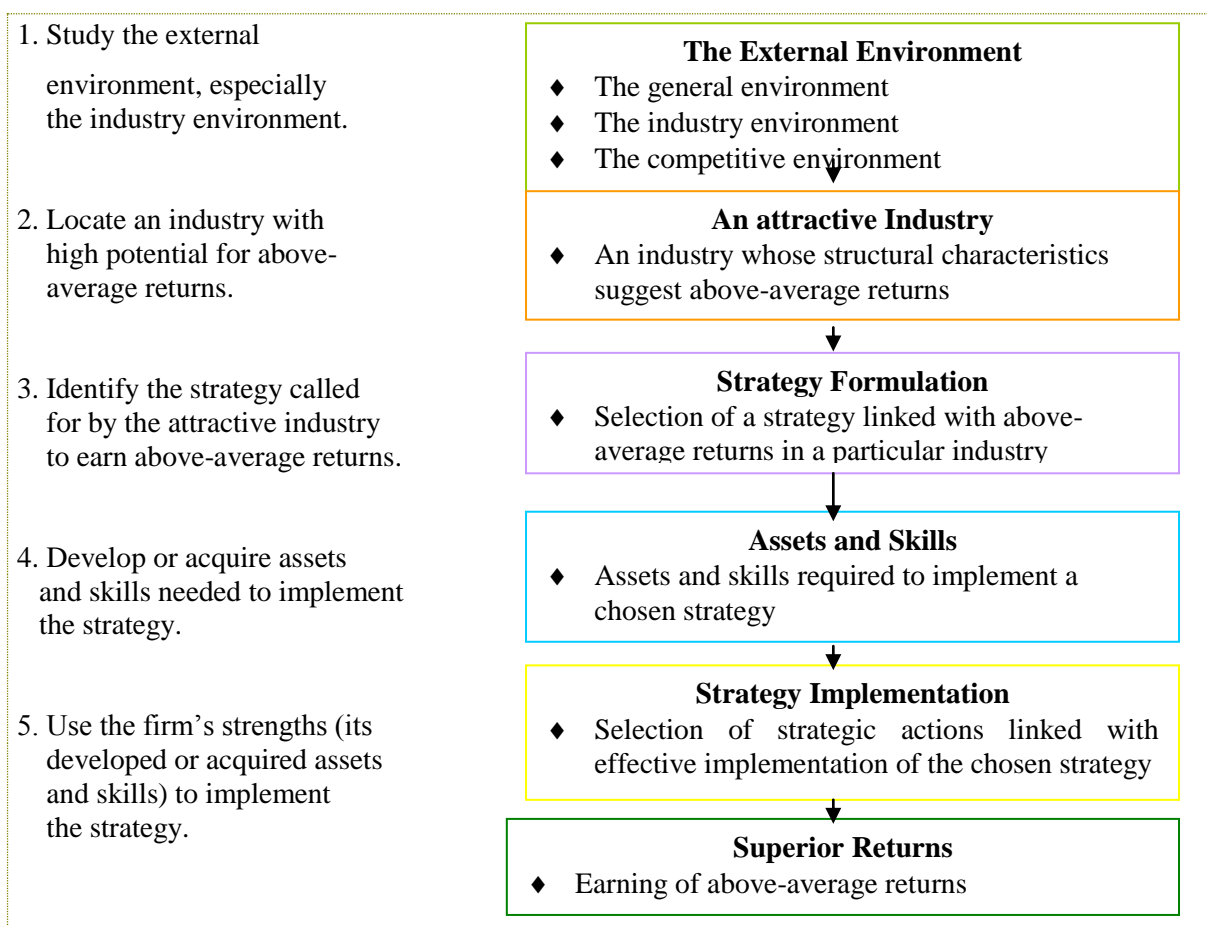 1. Study the external
environment, especially
the industry environment.
The External Environment
♦ The general environment
♦ The industry environment
♦ The competitive environment
2. Locate an industry with
high potential for above-
average returns.
An attractive Industry
♦ An industry whose structural characteristics
suggest above-average returns
3. Identify the strategy called
for by the attractive industry
to earn above-average returns.
Strategy Formulation
♦ Selection of a strategy linked with above-
average returns in a particular industry
4. Develop or acquire assets
and skills needed to implement
the strategy.
Assets and Skills
♦ Assets and skills required to implement a
chosen strategy
5. Use the firm’s strengths (its
developed or acquired assets
and skills) to implement
the strategy.
Strategy Implementation
♦ Selection of strategic actions linked with
effective implementation of the chosen strategy
Superior Returns
♦ Earning of above-average returns